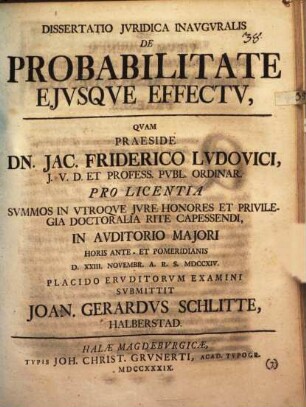 DISSERTATIO JVRIDICA INAVGVRALIS
38.
DE
PROBABILITATE
EJVSQVE EFFECTV,
QVAM
PRAESIDE
DN. JAC. FRIDERICO LVDOVICI,
J. V. D. ET PROFESS. PVBL. ORDINAR.
PRO LICENTIA
SVMMOS IN VTROQVE JVRE HONORES ET PRIVILE-
GIA DOCTORALIA RITE CAPESSENDI,
IN AVDITORIO MAJORI
HORIS ANTE- ET POMERIDIANIS
D. XXIII. NOVEMBR. A. R. S. MDCCXIV.
PLACIDO ERVDITORVM EXAMINI
SVBMITTIT
JOAN. GERARDVS SCHLITTE,
HALBERSTAD.
HALÆ MAGDEBVRGICÆ,
TYPIS JOH. CHRIST. GRVNERTI, ACAD. TYPOGR.
MDCCXXXIX.